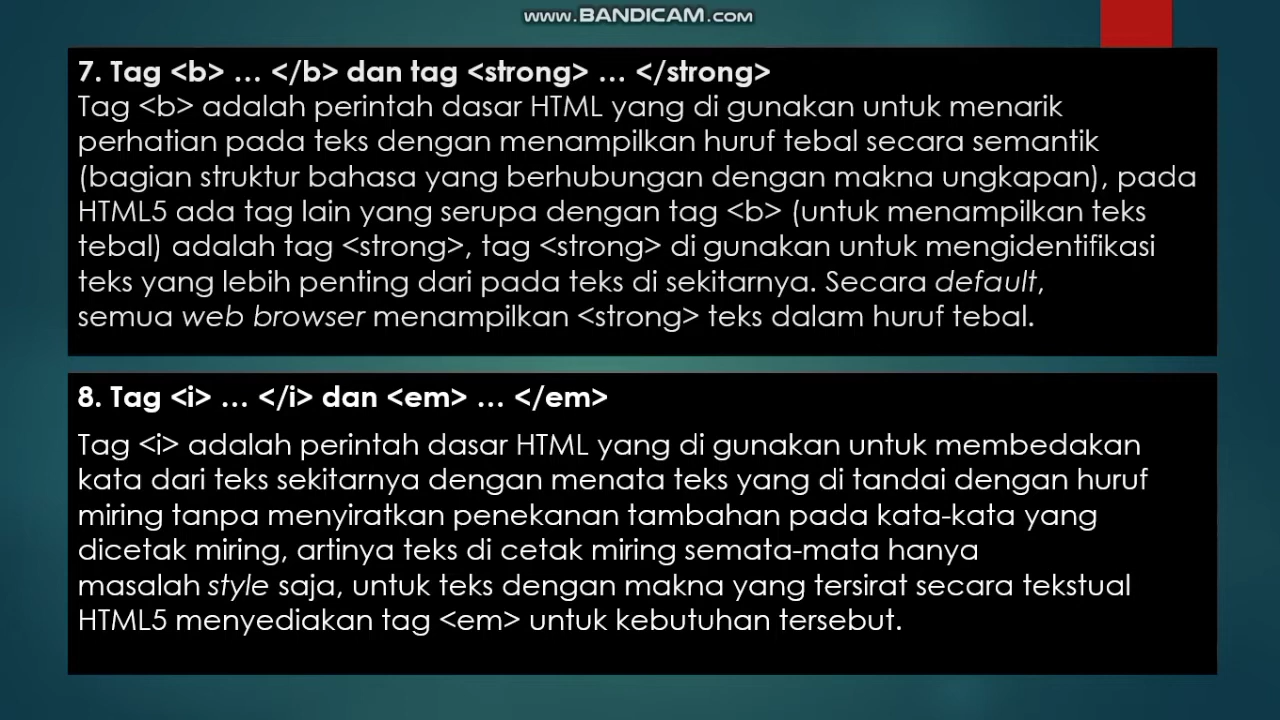 www.BANDICAM.com
7. Tag <b> … </b> dan tag <strong> … </strong>
Tag <b> adalah perintah dasar HTML yang di gunakan untuk menarik
perhatian pada teks dengan menampilkan huruf tebal secara semantik
(bagian struktur bahasa yang berhubungan dengan makna ungkapan), pada
HTML5 ada tag lain yang serupa dengan tag <b> (untuk menampilkan teks
tebal) adalah tag <strong>, tag <strong> di gunakan untuk mengidentifikasi
teks yang lebih penting dari pada teks di sekitarnya. Secara default,
semua web browser menampilkan <strong> teks dalam huruf tebal.
8. Tag <i> … </i> dan <em> … </em>
Tag <i> adalah perintah dasar HTML yang di gunakan untuk membedakan
kata dari teks sekitarnya dengan menata teks yang di tandai dengan huruf
miring tanpa menyiratkan penekanan tambahan pada kata-kata yang
dicetak miring, artinya teks di cetak miring semata-mata hanya
masalah style saja, untuk teks dengan makna yang tersirat secara tekstual
HTML5 menyediakan tag <em> untuk kebutuhan tersebut.